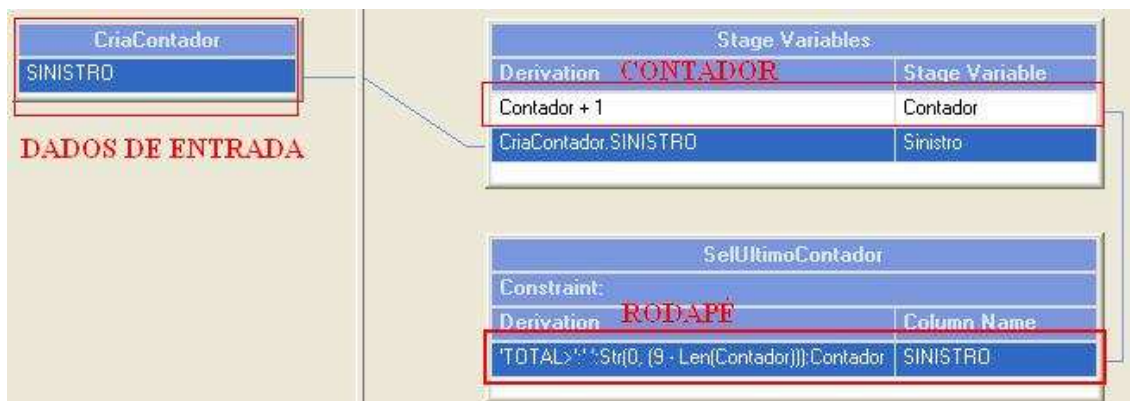 CriaContador
SINISTRO
DADOS DE ENTRADA
Stage Variables
Derivation CONTADOR Stage Variable
Contador + 1 Contador
CriaContador.SINISTRO Sinistro
SelUltimoContador
Constraint:
Derivation RODAPÉ Column Name
'TOTAL>':' ':Str(0, (9 - Len(Contador))):Contador SINISTRO